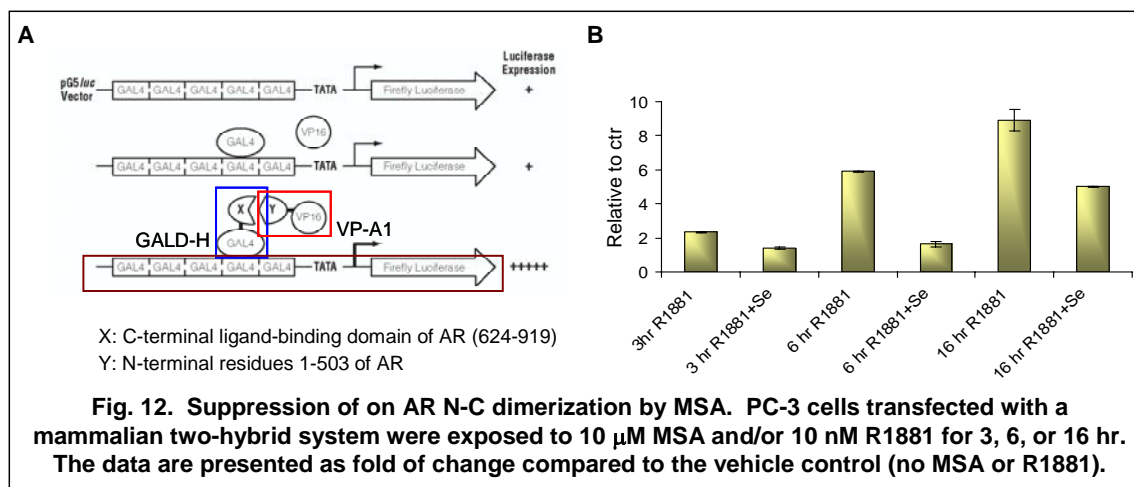 A
pG5luc
Vector
GAL4 GAL4 GAL4 GAL4 GAL4
TATA
Firefly Luciferase
Luciferase
Expression
+
GAL4
VP16
GAL4 GAL4 GAL4 GAL4 GAL4
TATA
Firefly Luciferase
+
X
Y
VP16
GALD-H
GAL4
VP-A1
GAL4 GAL4 GAL4 GAL4 GAL4
TATA
Firefly Luciferase
+++++
X: C-terminal ligand-binding domain of AR (624-919)
Y: N-terminal residues 1-503 of AR
B
Relative to ctr
10
8
6
4
2
0
3hr R1881
3 hr R1881+Se
6 hr R1881
6 hr R1881+Se
16 hr R1881
16 hr R1881+Se
Fig. 12. Suppression of on AR N-C dimerization by MSA. PC-3 cells transfected with a
mammalian two-hybrid system were exposed to 10 μM MSA and/or 10 nM R1881 for 3, 6, or 16 hr.
The data are presented as fold of change compared to the vehicle control (no MSA or R1881).